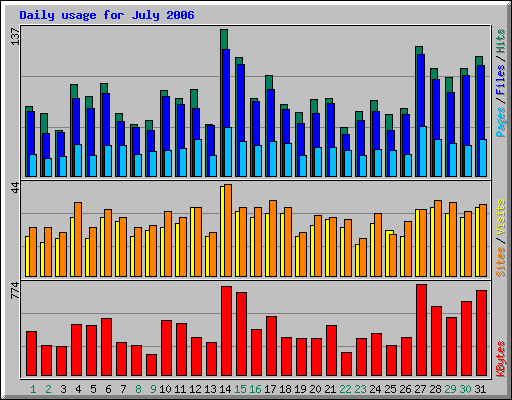 Daily usage for July 2006
137
Pages / Files / Hits
44
Sites / Visits
774
KBytes
1 2 3 4 5 6 7 8 9 10 11 12 13 14 15 16 17 18 19 20 21 22 23 24 25 26 27 28 29 30 31